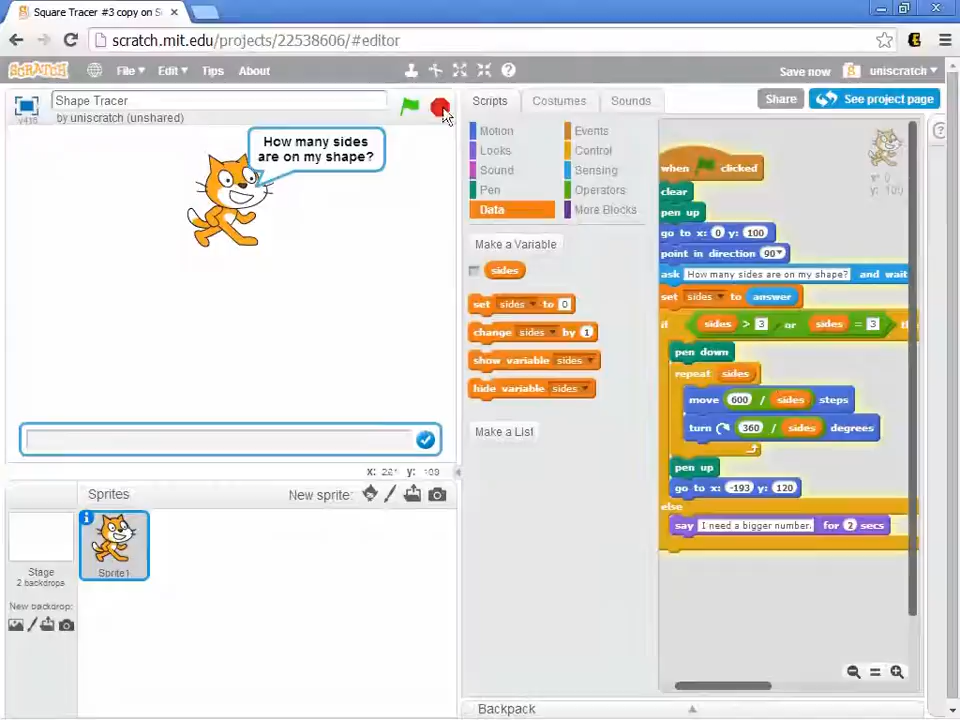 Square Tracer #3 copy on S
scratch.mit.edu/projects/22538606/#editor
SCRATCH File Edit Tips About Save now uniscratch
Shape Tracer
by uniscratch (unshared)
v416
Scripts Costumes Sounds Share See project page
How many sides
are on my shape?
Motion Events
Looks Control
Sound Sensing
Pen Operators
Data More Blocks
Make a Variable
sides
set sides to 0
change sides by 1
show variable sides
hide variable sides
Make a List
when clicked
clear
pen up
go to x: 0 y: 100
point in direction 90
ask How many sides are on my shape? and wait
set sides to answer
if sides > 3 or sides = 3
pen down
repeat sides
move 600 / sides steps
turn 360 / sides degrees
pen up
go to x: -193 y: 120
else
say I need a bigger number. for 2 secs
x: 0
y: 100
x: 221 y: 109
Sprites New sprite:
Stage
2 backdrops
New backdrop:
Sprite1
Backpack